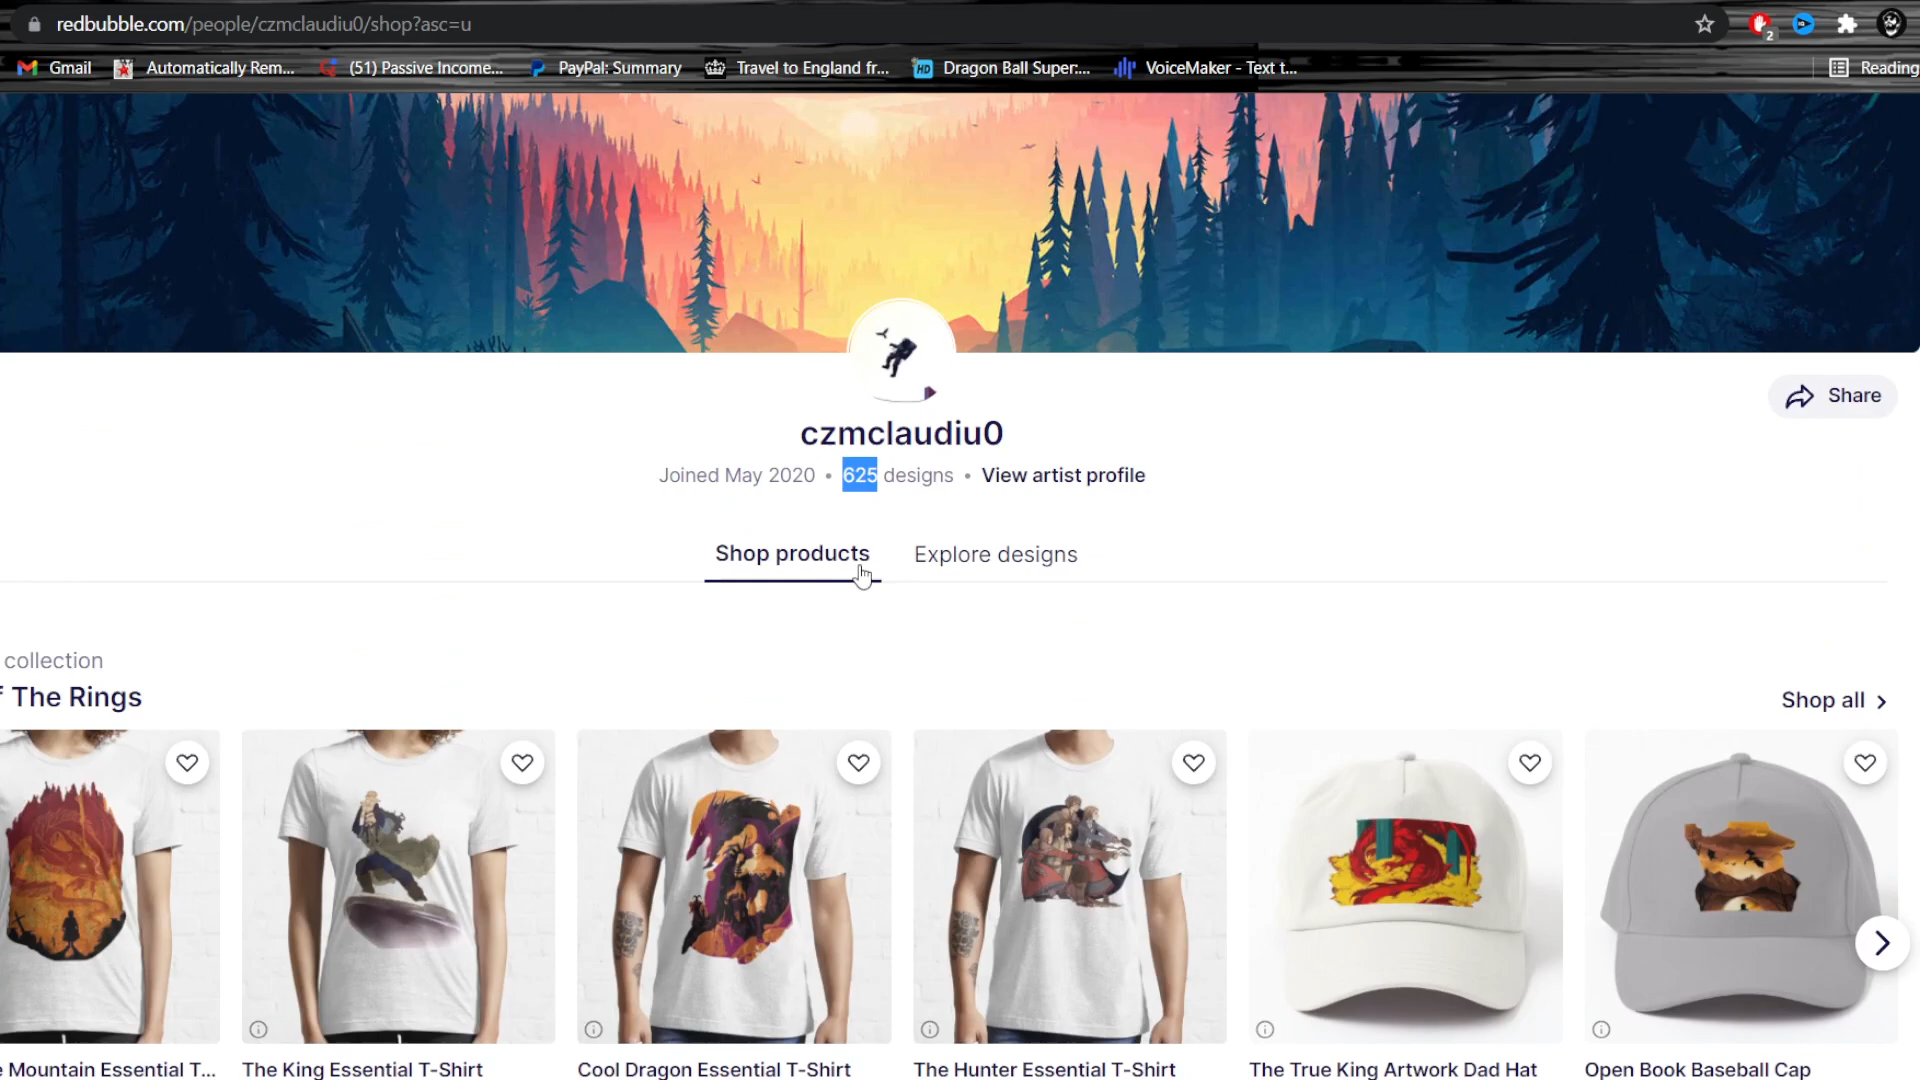 redbubble.com/people/czmclaudiu0/shop?asc=u
2
Gmail
Automatically Rem...
(51) Passive Income...
PayPal: Summary
Travel to England fr...
HD
Dragon Ball Super:...
VoiceMaker - Text t...
Reading
Share
czmclaudiu0
Joined May 2020 • 625 designs • View artist profile
Shop products
Explore designs
collection
f The Rings
Shop all
e Mountain Essential T...
The King Essential T-Shirt
Cool Dragon Essential T-Shirt
The Hunter Essential T-Shirt
The True King Artwork Dad Hat
Open Book Baseball Cap